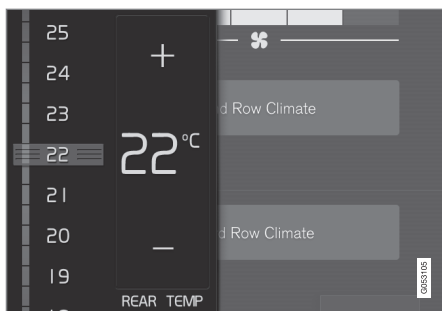 25
24
23
22
21
20
19
+
22°C
−
REAR TEMP
d Row Climate
d Row Climate
G053105